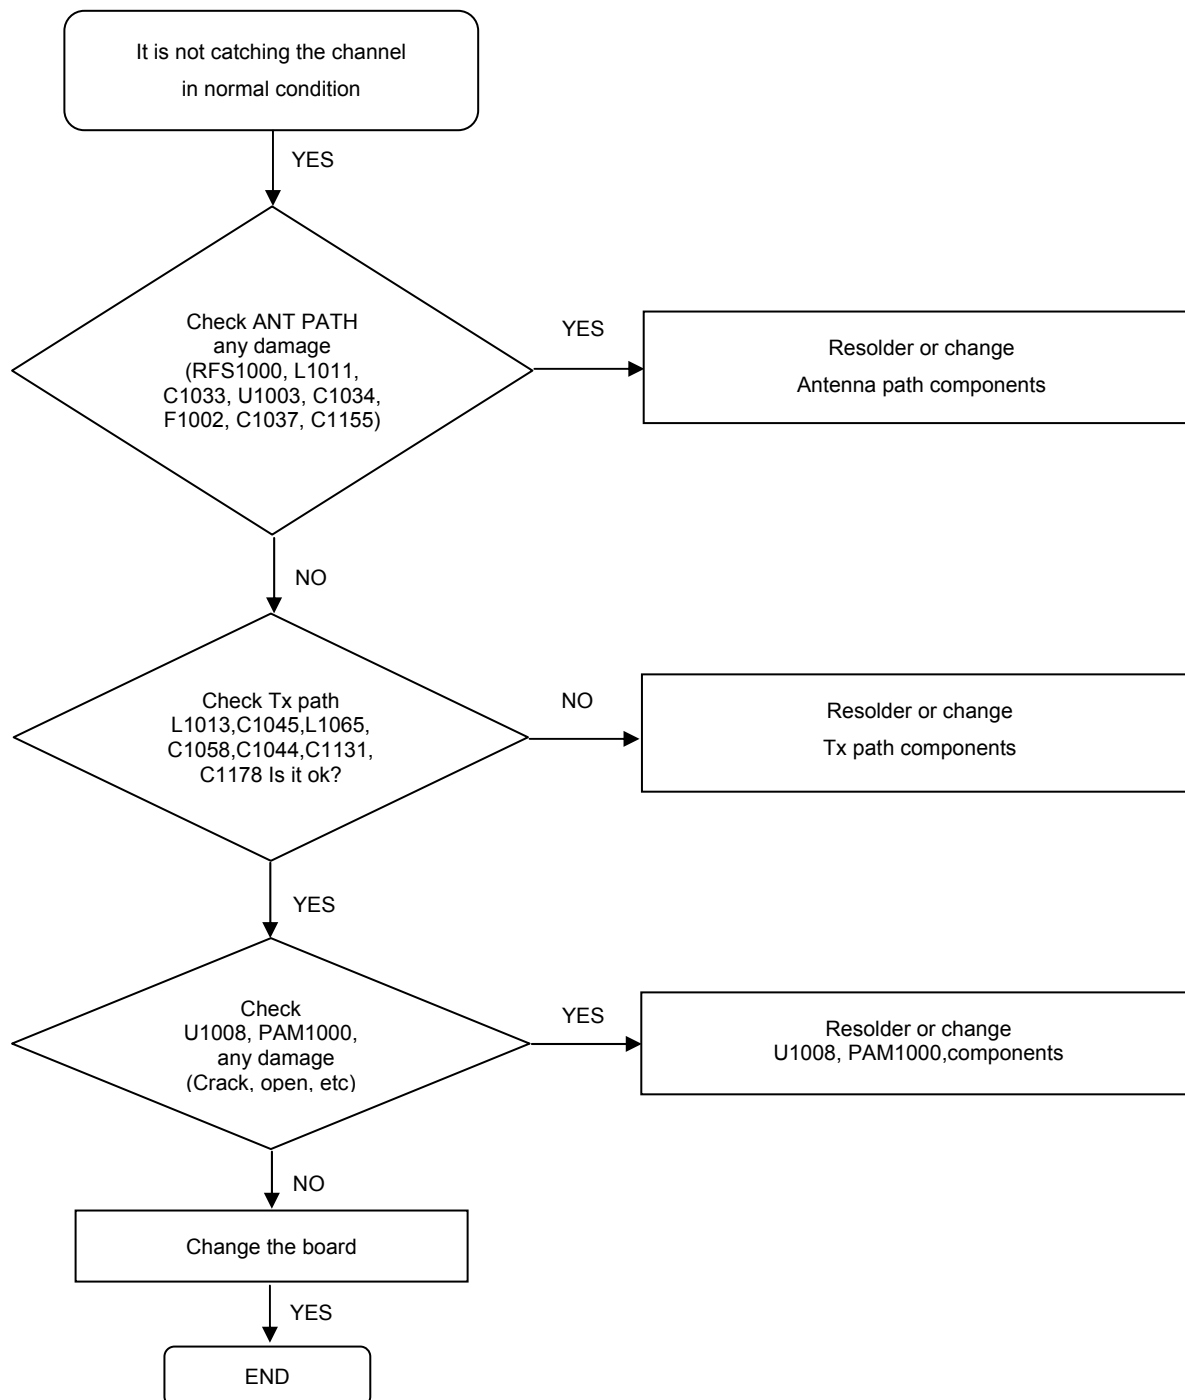 It is not catching the channel
in normal condition
YES
Check ANT PATH
any damage
(RFS1000, L1011,
C1033, U1003, C1034,
F1002, C1037, C1155)
YES
Resolder or change
Antenna path components
NO
Check Tx path
L1013,C1045,L1065,
C1058,C1044,C1131,
C1178 Is it ok?
NO
Resolder or change
Tx path components
YES
Check
U1008, PAM1000,
any damage
(Crack, open, etc)
YES
Resolder or change
U1008, PAM1000,components
NO
Change the board
YES
END